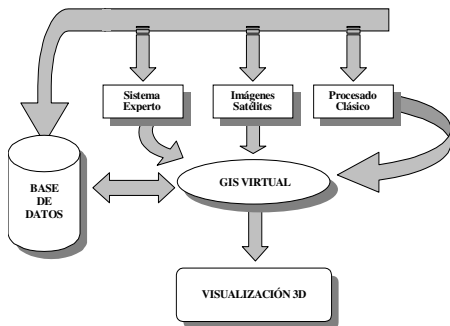 Sistema
Experto
Imágenes
Satélites
Procesado
Clásico
BASE
DE
DATOS
GIS VIRTUAL
VISUALIZACIÓN 3D